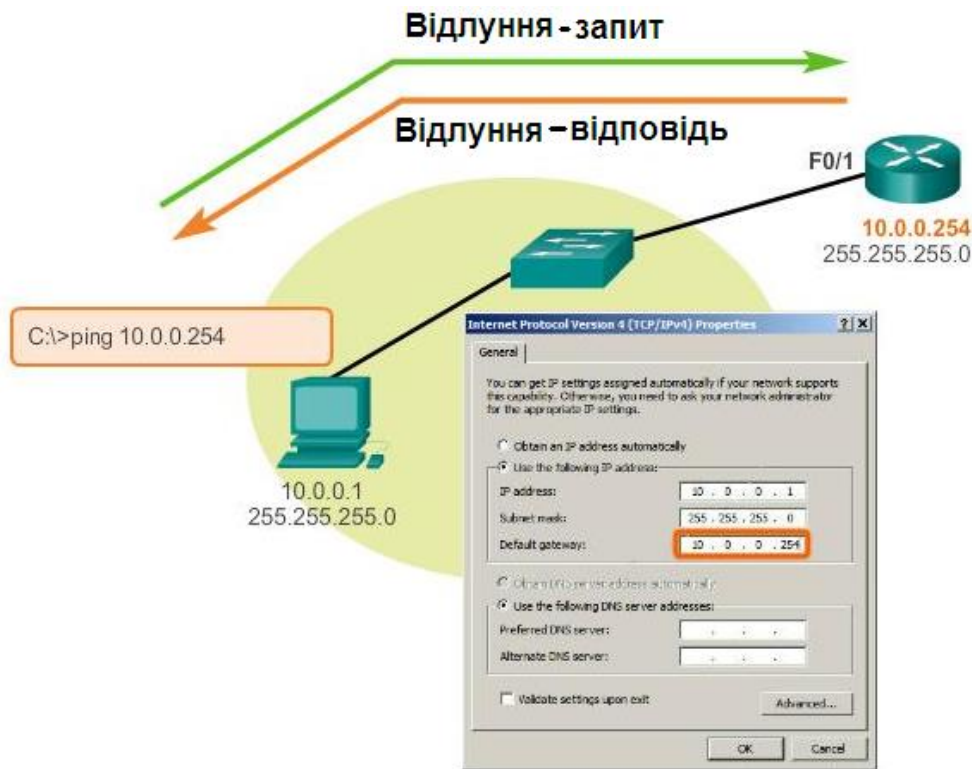 Відлуння - запит
Відлуння – відповідь
F0/1
10.0.0.254
255.255.255.0
C:\>ping 10.0.0.254
10.0.0.1
255.255.255.0
Internet Protocol Version 4 (TCP/IPv4) Properties
General
You can get IP settings assigned automatically if your network supports
this capability. Otherwise, you need to ask your network administrator
for the appropriate IP settings.
Obtain an IP address automatically
Use the following IP address:
IP address: 10 . 0 . 0 . 1
Subnet mask: 255 . 255 . 255 . 0
Default gateway: 10 . 0 . 0 . 254
Obtain DNS server address automatically
Use the following DNS server addresses:
Preferred DNS server: . . .
Alternate DNS server: . . .
Validate settings upon exit
Advanced...
OK Cancel